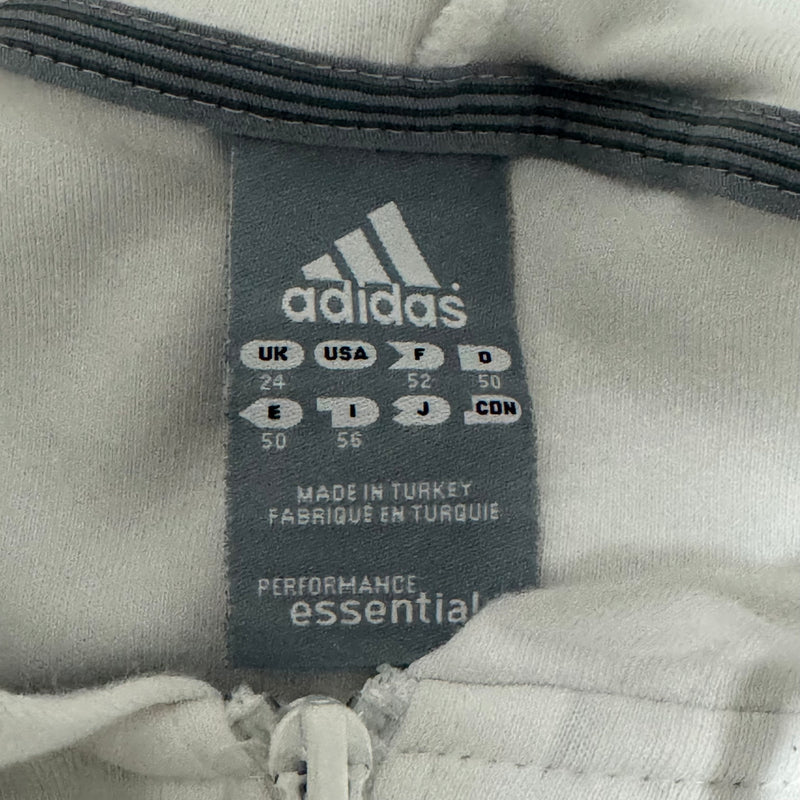 adidas
UK USA F D
24 52 50
E I J CDN
50 56
MADE IN TURKEY
FABRIQUÉ EN TURQUIE
PERFORMANCE
essential